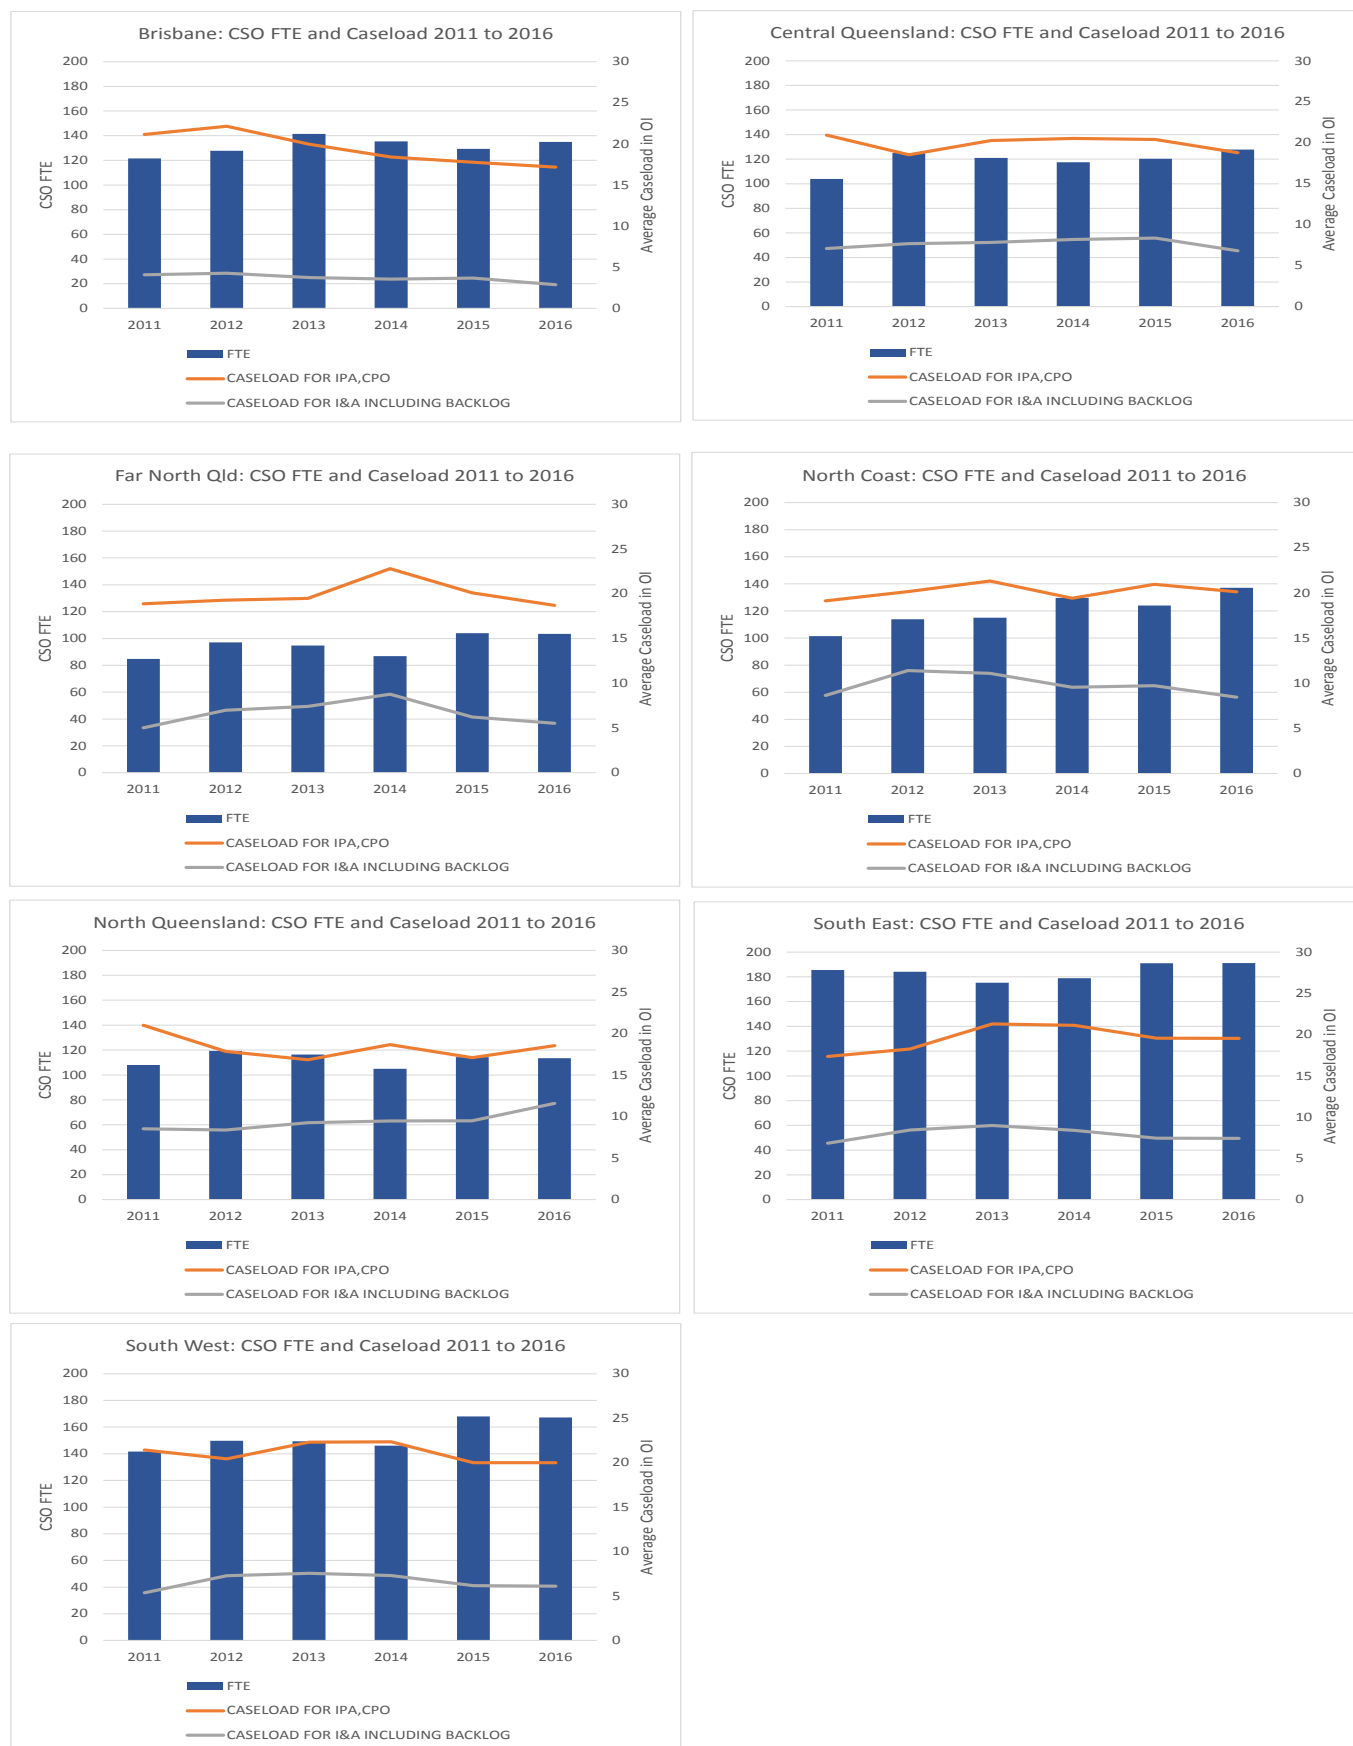 Brisbane: CSO FTE and Caseload 2011 to 2016
200
180
160
140
120
100
80
60
40
20
0
CSO FTE
30
25
20
15
10
5
0
Average Caseload in OI
2011 2012 2013 2014 2015 2016
FTE
CASELOAD FOR IPA,CPO
CASELOAD FOR I&A INCLUDING BACKLOG
Central Queensland: CSO FTE and Caseload 2011 to 2016
200
180
160
140
120
100
80
60
40
20
0
CSO FTE
30
25
20
15
10
5
0
Average Caseload in OI
2011 2012 2013 2014 2015 2016
FTE
CASELOAD FOR IPA,CPO
CASELOAD FOR I&A INCLUDING BACKLOG
Far North Qld: CSO FTE and Caseload 2011 to 2016
200
180
160
140
120
100
80
60
40
20
0
CSO FTE
30
25
20
15
10
5
0
Average Caseload in OI
2011 2012 2013 2014 2015 2016
FTE
CASELOAD FOR IPA,CPO
CASELOAD FOR I&A INCLUDING BACKLOG
North Coast: CSO FTE and Caseload 2011 to 2016
200
180
160
140
120
100
80
60
40
20
0
CSO FTE
30
25
20
15
10
5
0
Average Caseload in OI
2011 2012 2013 2014 2015 2016
FTE
CASELOAD FOR IPA,CPO
CASELOAD FOR I&A INCLUDING BACKLOG
North Queensland: CSO FTE and Caseload 2011 to 2016
200
180
160
140
120
100
80
60
40
20
0
CSO FTE
30
25
20
15
10
5
0
Average Caseload in OI
2011 2012 2013 2014 2015 2016
FTE
CASELOAD FOR IPA,CPO
CASELOAD FOR I&A INCLUDING BACKLOG
South East: CSO FTE and Caseload 2011 to 2016
200
180
160
140
120
100
80
60
40
20
0
CSO FTE
30
25
20
15
10
5
0
Average Caseload in OI
2011 2012 2013 2014 2015 2016
FTE
CASELOAD FOR IPA,CPO
CASELOAD FOR I&A INCLUDING BACKLOG
South West: CSO FTE and Caseload 2011 to 2016
200
180
160
140
120
100
80
60
40
20
0
CSO FTE
30
25
20
15
10
5
0
Average Caseload in OI
2011 2012 2013 2014 2015 2016
FTE
CASELOAD FOR IPA,CPO
CASELOAD FOR I&A INCLUDING BACKLOG